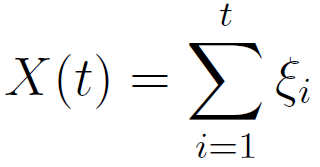 X(t) = \sum_{i=1}^{t} \xi_i